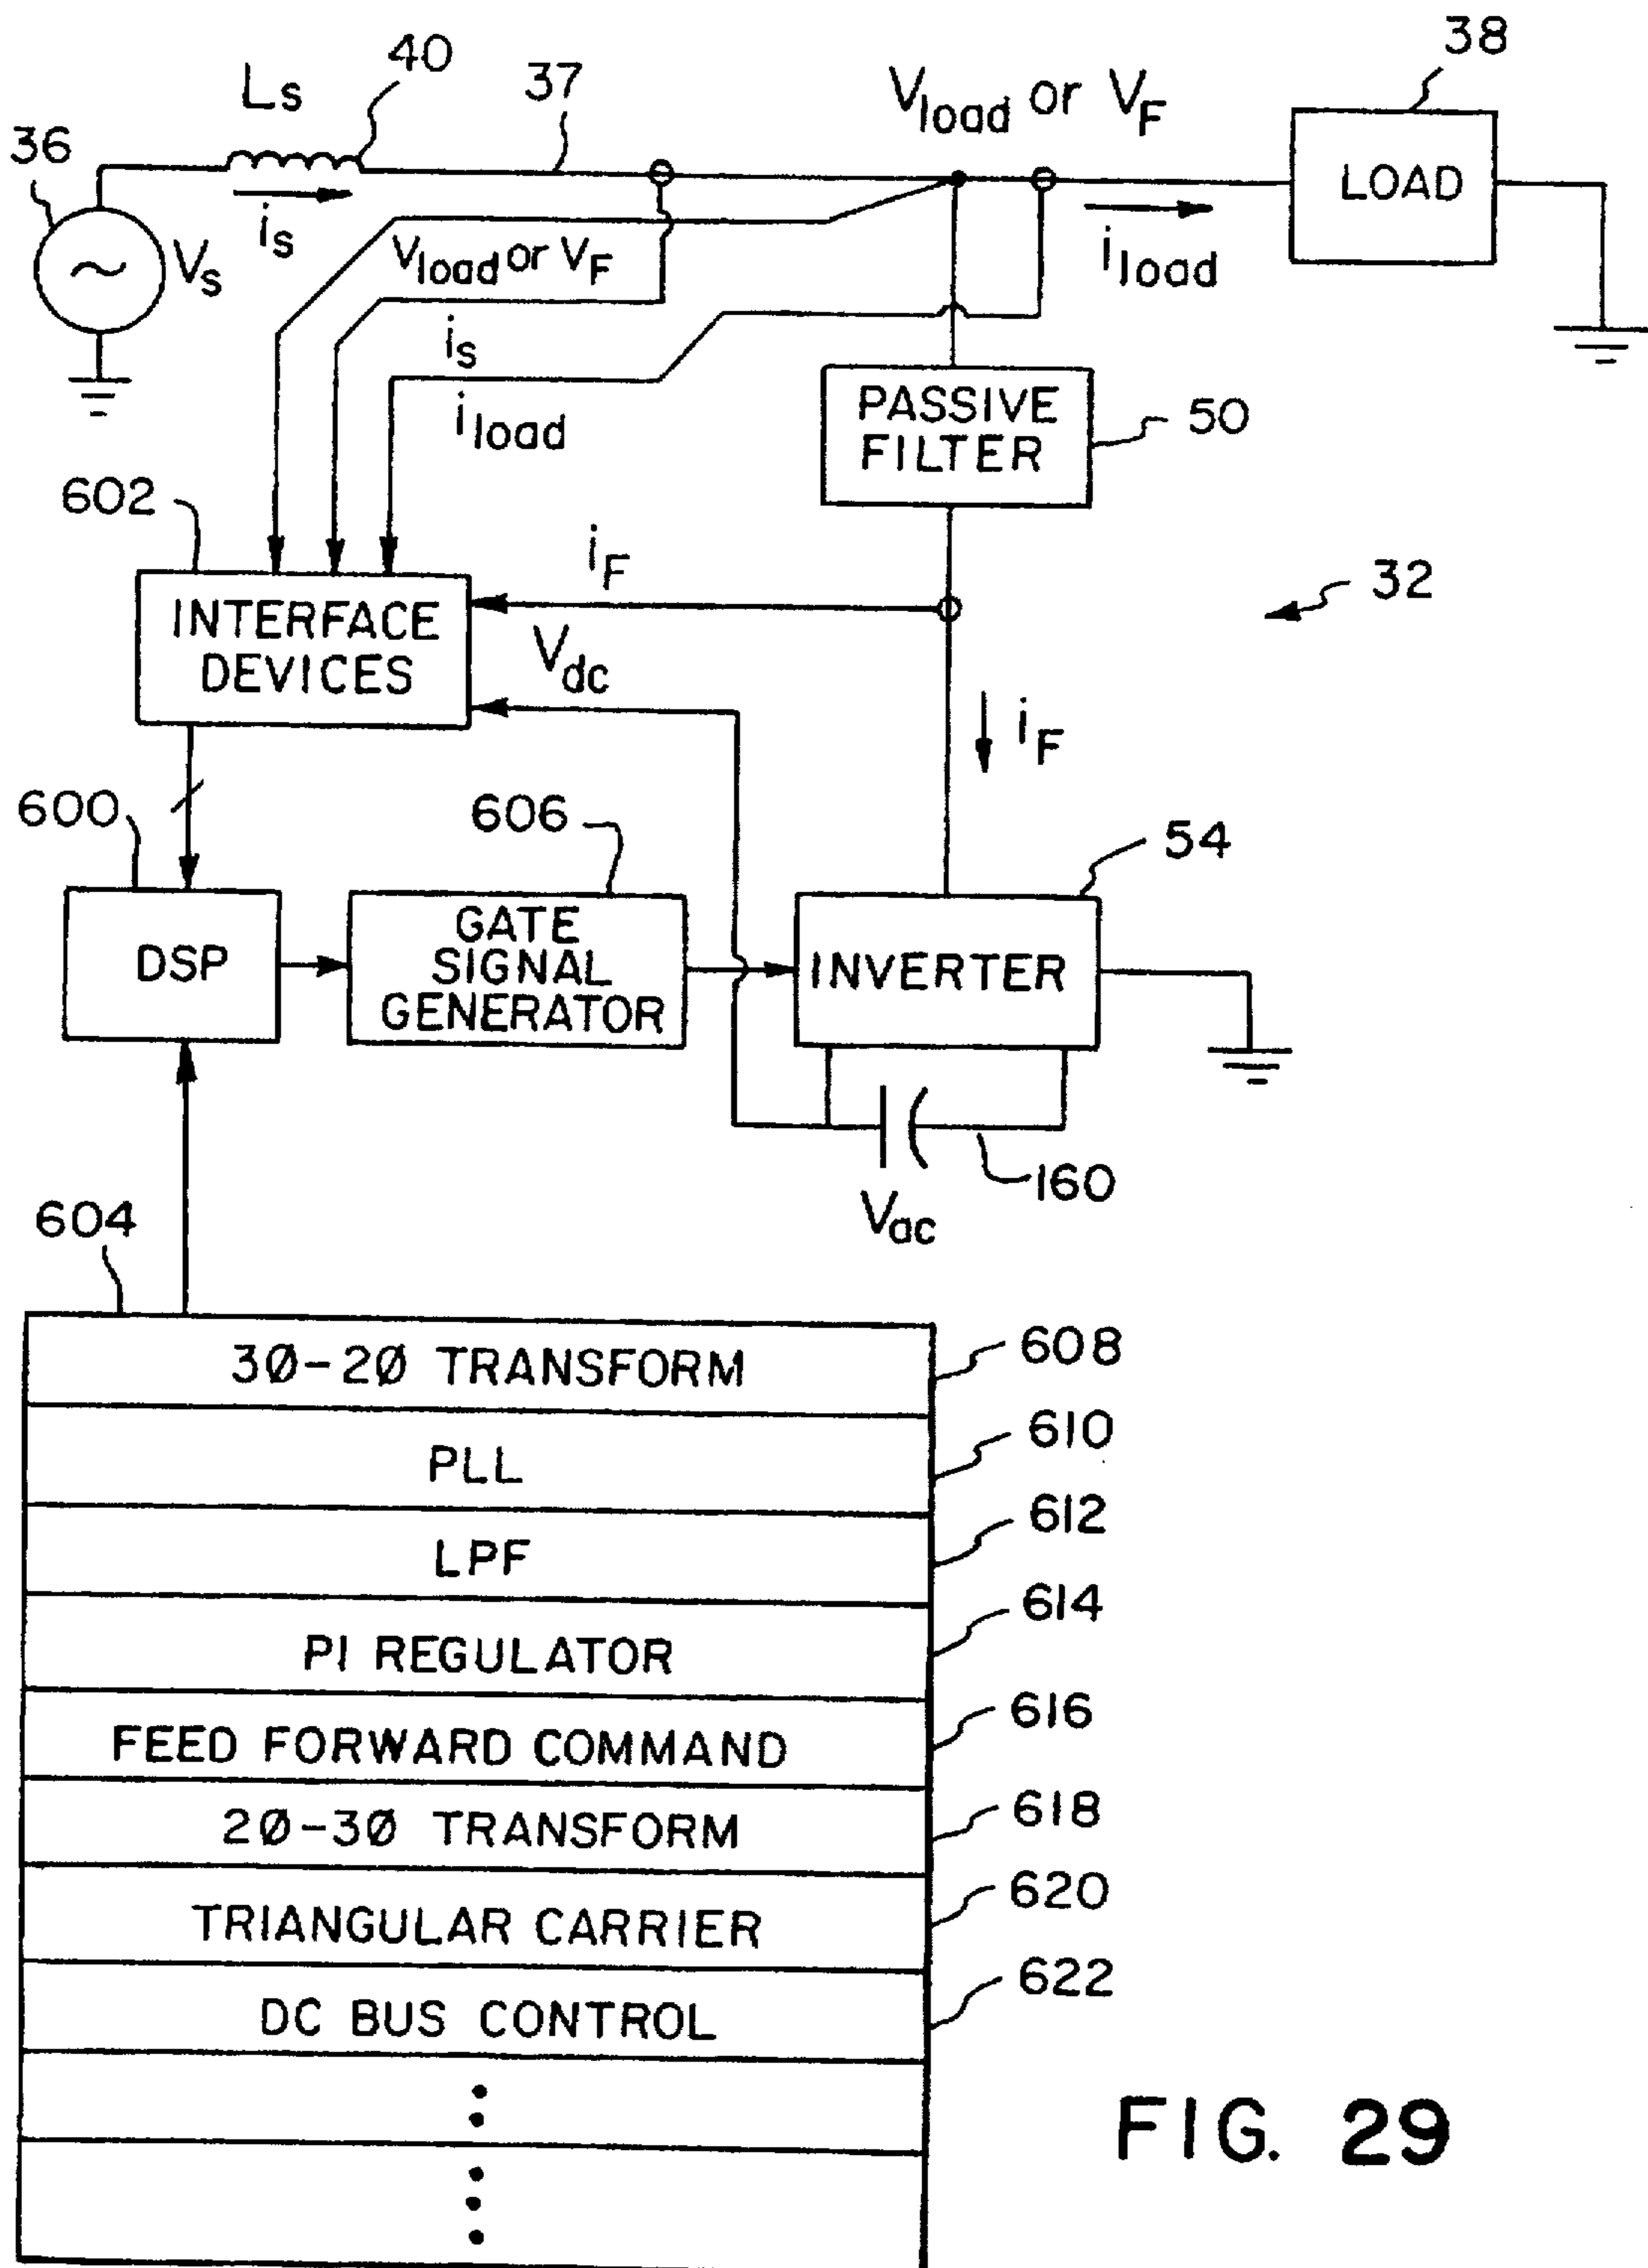 38
40
Ls
37
Vload or VF
36
LOAD
is
Vs
Vload or VF
iload
is
iload
PASSIVE
FILTER
50
602
iF
32
INTERFACE
DEVICES
Vdc
iF
600
606
54
DSP
GATE
SIGNAL
GENERATOR
INVERTER
160
Vac
604
3Ø-2Ø TRANSFORM
608
PLL
610
LPF
612
PI REGULATOR
614
FEED FORWARD COMMAND
616
2Ø-3Ø TRANSFORM
618
TRIANGULAR CARRIER
620
DC BUS CONTROL
622
FIG. 29